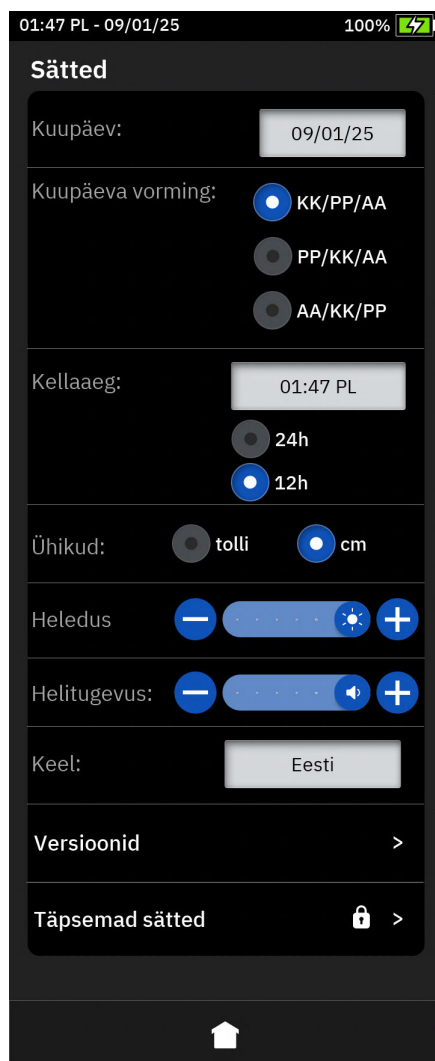 01:47 PL - 09/01/25 100%
Sätted
Kuupäev: 09/01/25
Kuupäeva vorming: KK/PP/AA
PP/KK/AA
AA/KK/PP
Kellaaeg: 01:47 PL
24h
12h
Ühikud: tolli cm
Heledus
Helitugevus:
Keel: Eesti
Versioonid >
Täpsemad sätted >